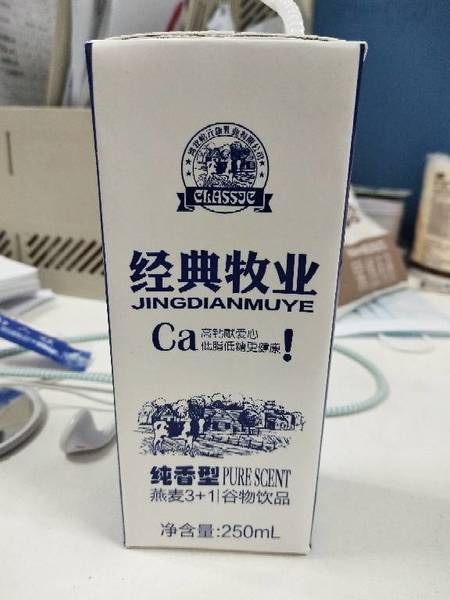 CLASSIC
经典牧业
JINGDIANMUYE
Ca 高钙献爱心
低脂低糖更健康!
纯香型 PURE SCENT
燕麦3+1 谷物饮品
净含量:250mL